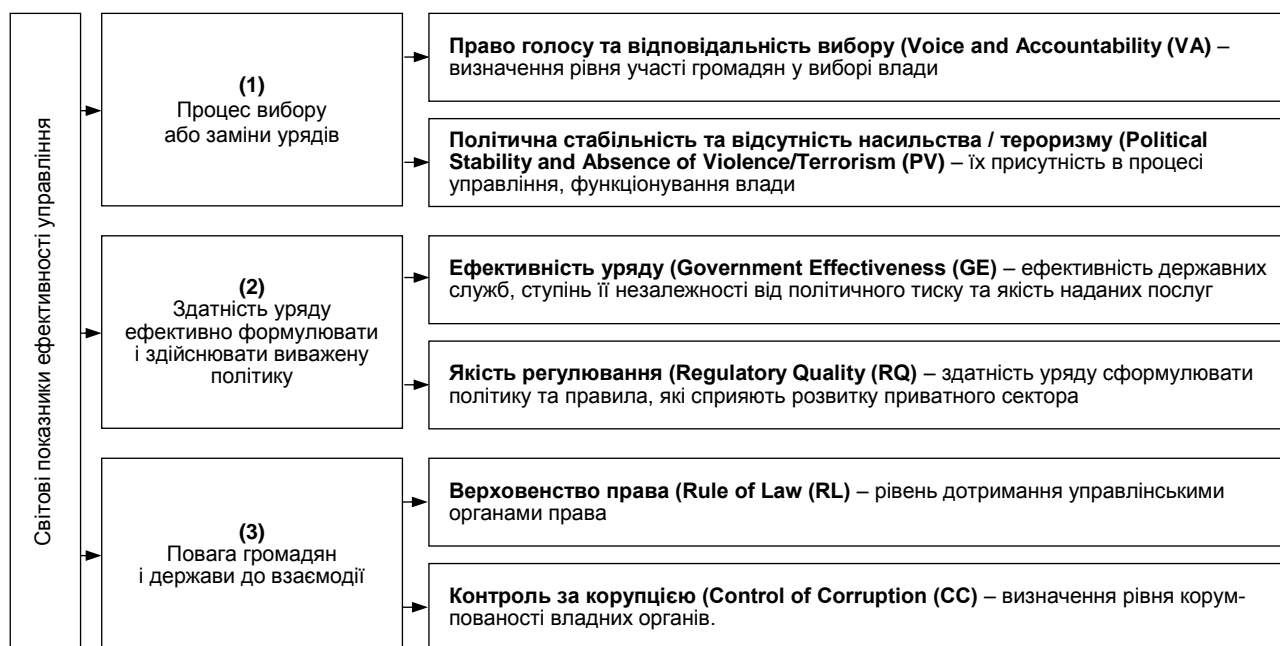 Світові показники ефективності управління
(1)
Процес вибору
або заміни урядів
Право голосу та відповідальність вибору (Voice and Accountability (VA) –
визначення рівня участі громадян у виборі влади
Політична стабільність та відсутність насильства / тероризму (Political
Stability and Absence of Violence/Terrorism (PV) – їх присутність в процесі
управління, функціонування влади
(2)
Здатність уряду
ефективно формулювати
і здійснювати виважену
політику
Ефективність уряду (Government Effectiveness (GE) – ефективність державних
служб, ступінь її незалежності від політичного тиску та якість наданих послуг
Якість регулювання (Regulatory Quality (RQ) – здатність уряду сформулювати
політику та правила, які сприяють розвитку приватного сектора
(3)
Повага громадян
і держави до взаємодії
Верховенство права (Rule of Law (RL) – рівень дотримання управлінськими
органами права
Контроль за корупцією (Control of Corruption (CC) – визначення рівня корум-
пованості владних органів.